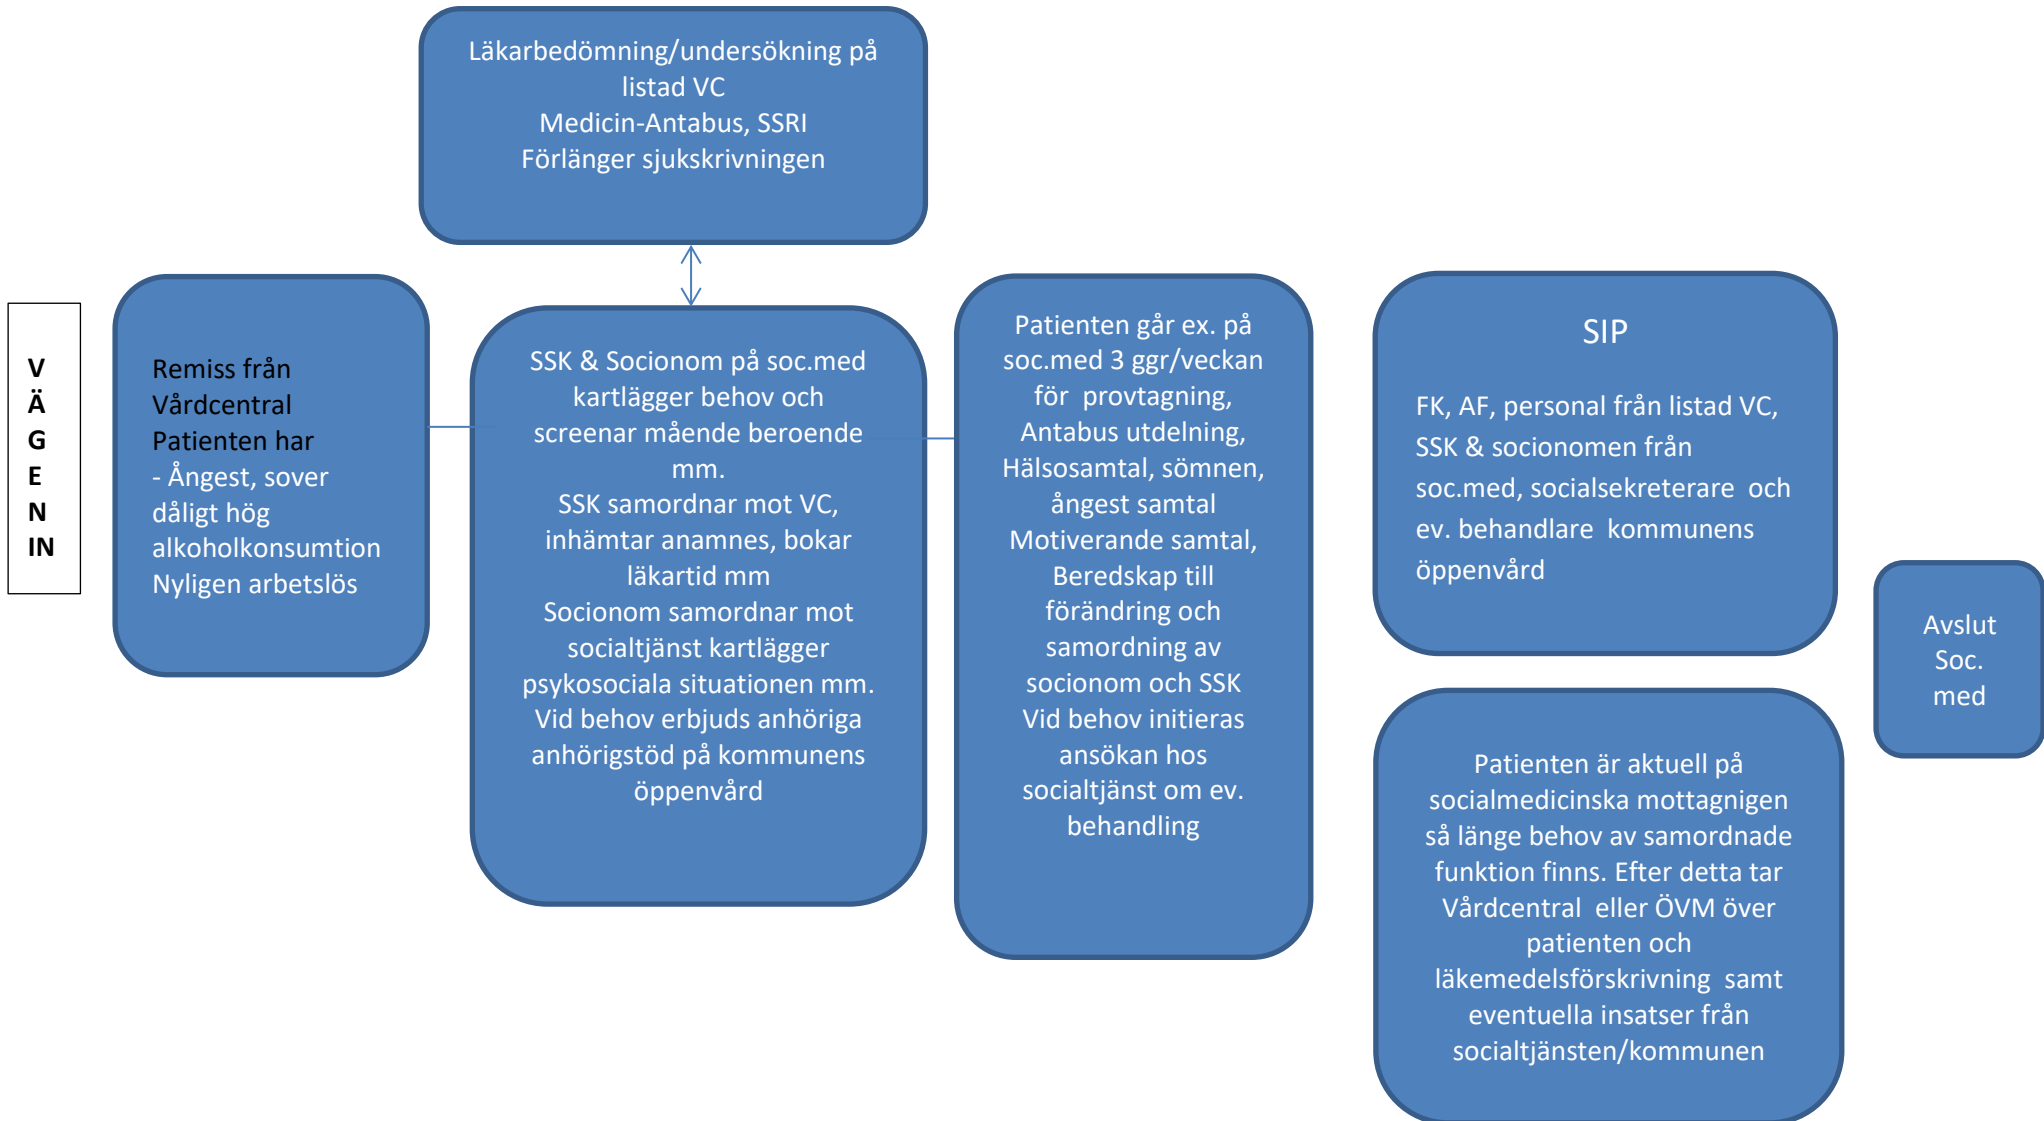 V
Ä
G
E
N
IN
Läkarbedömning/undersökning på
listad VC
Medicin-Antabus, SSRI
Förlänger sjukskrivningen
Remiss från
Vårdcentral
Patienten har
- Ångest, sover
dåligt hög
alkoholkonsumtion
Nyligen arbetslös
SSK & Socionom på soc.med
kartlägger behov och
screenar mående beroende
mm.
SSK samordnar mot VC,
inhämtar anamnes, bokar
läkartid mm
Socionom samordnar mot
socialtjänst kartlägger
psykosociala situationen mm.
Vid behov erbjuds anhöriga
anhörigstöd på kommunens
öppenvård
Patienten går ex. på
soc.med 3 ggr/veckan
för provtagning,
Antabus utdelning,
Hälsosamtal, sömnen,
ångest samtal
Motiverande samtal,
Beredskap till
förändring och
samordning av
socionom och SSK
Vid behov initieras
ansökan hos
socialtjänst om ev.
behandling
SIP
FK, AF, personal från listad VC,
SSK & socionomen från
soc.med, socialsekreterare och
ev. behandlare kommunens
öppenvård
Patienten är aktuell på
socialmedicinska mottagnigen
så länge behov av samordnade
funktion finns. Efter detta tar
Vårdcentral eller ÖVM över
patienten och
läkemedelsförskrivning samt
eventuella insatser från
socialtjänsten/kommunen
Avslut
Soc.
med